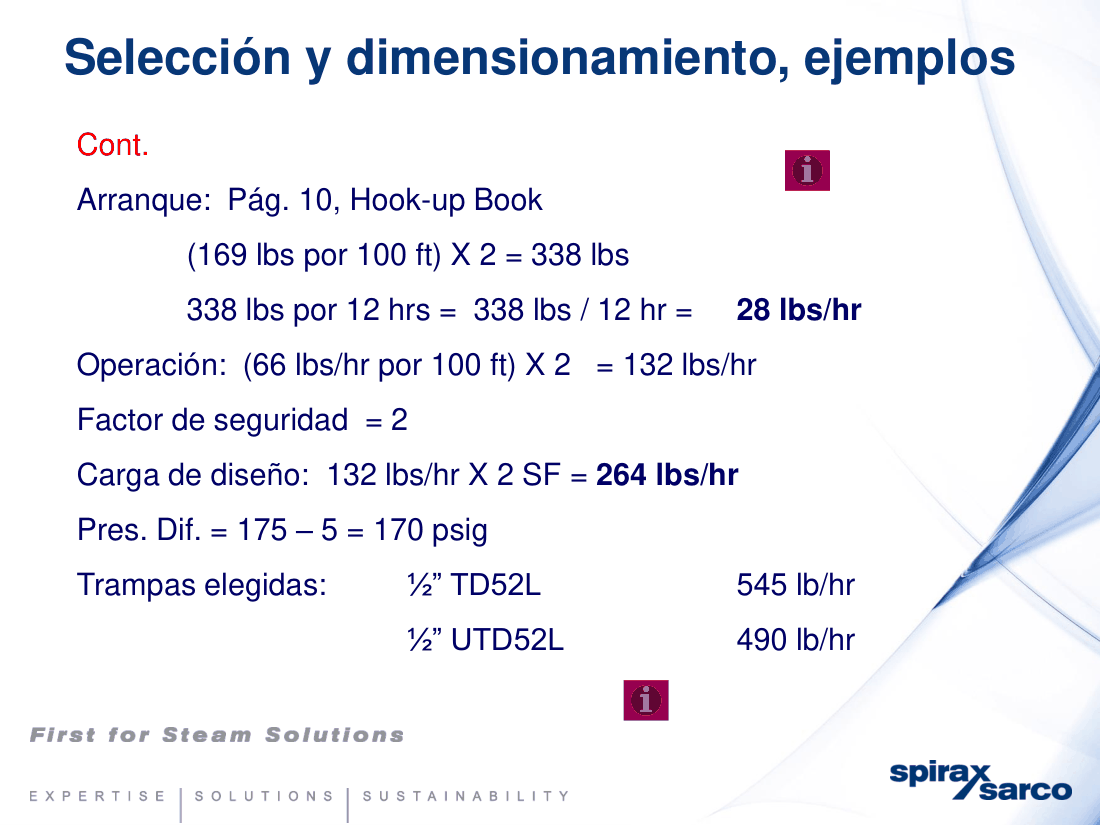 Selección y dimensionamiento, ejemplos
Cont.
Arranque: Pág. 10, Hook-up Book
(169 lbs por 100 ft) X 2 = 338 lbs
338 lbs por 12 hrs = 338 lbs / 12 hr = 28 lbs/hr
Operación: (66 lbs/hr por 100 ft) X 2 = 132 lbs/hr
Factor de seguridad = 2
Carga de diseño: 132 lbs/hr X 2 SF = 264 lbs/hr
Pres. Dif. = 175 – 5 = 170 psig
Trampas elegidas: ½” TD52L 545 lb/hr
½” UTD52L 490 lb/hr
First for Steam Solutions
EXPERTISE SOLUTIONS SUSTAINABILITY
spirax
sarco